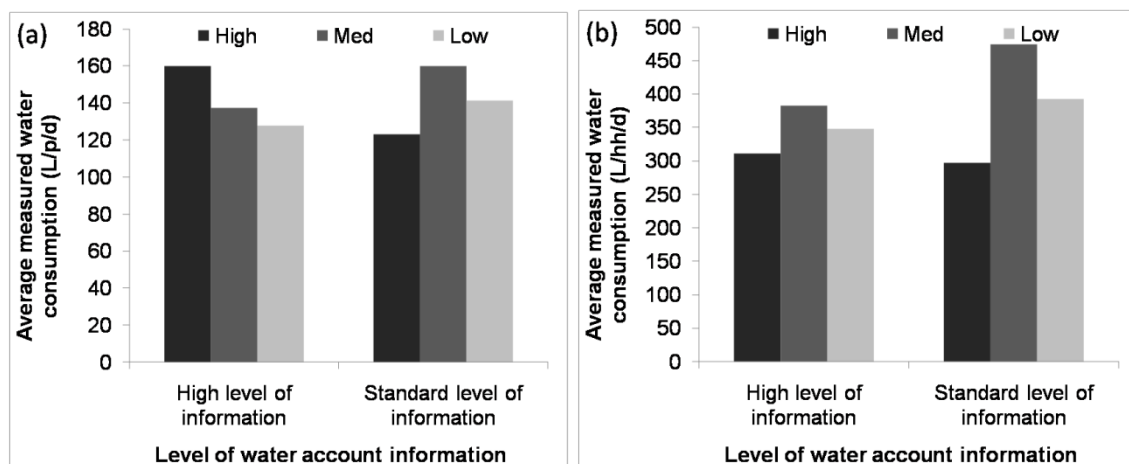 (a)
High Med Low
Average measured water
consumption (L/p/d)
180
160
140
120
100
80
60
40
20
0
High level of
information
Standard level of
information
Level of water account information
(b)
High Med Low
Average measured water
consumption (L/hh/d)
500
450
400
350
300
250
200
150
100
50
0
High level of
information
Standard level of
information
Level of water account information